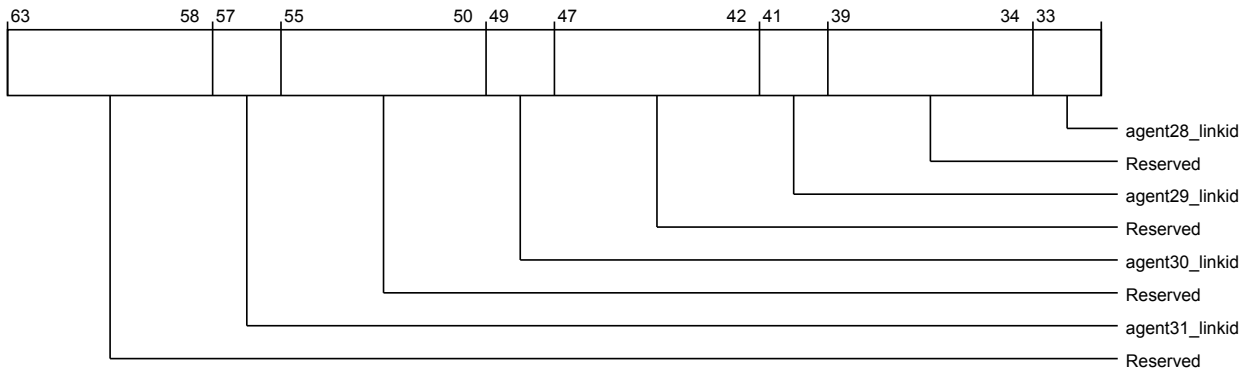 63 58 57 55 50 49 47 42 41 39 34 33
agent28_linkid
Reserved
agent29_linkid
Reserved
agent30_linkid
Reserved
agent31_linkid
Reserved